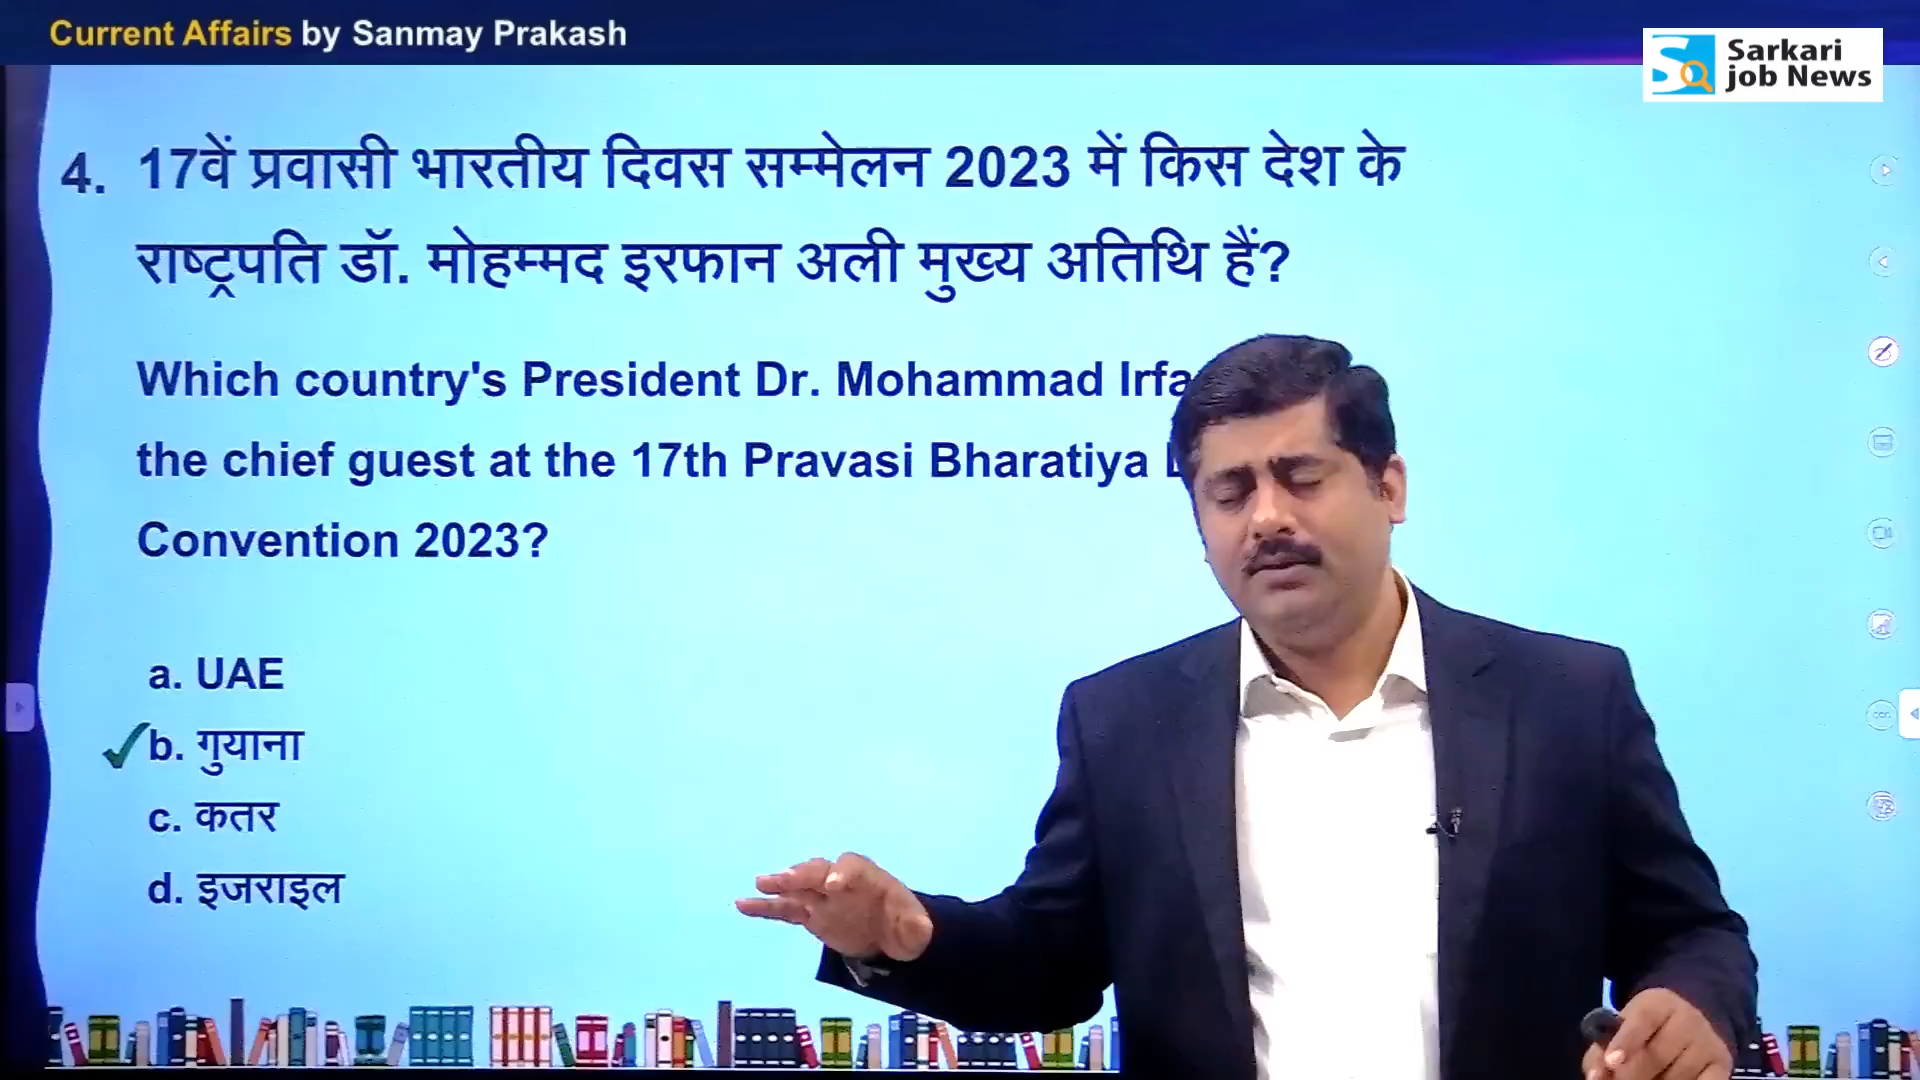 Current Affairs by Sanmay Prakash
Sarkari
job News
4. 17वें प्रवासी भारतीय दिवस सम्मेलन 2023 में किस देश के
राष्ट्रपति डॉ. मोहम्मद इरफान अली मुख्य अतिथि हैं?
Which country's President Dr. Mohammad
the chief guest at the 17th Pravasi Bharatiya
Convention 2023?
a. UAE
b. गुयाना
c. कतर
d. इजराइल